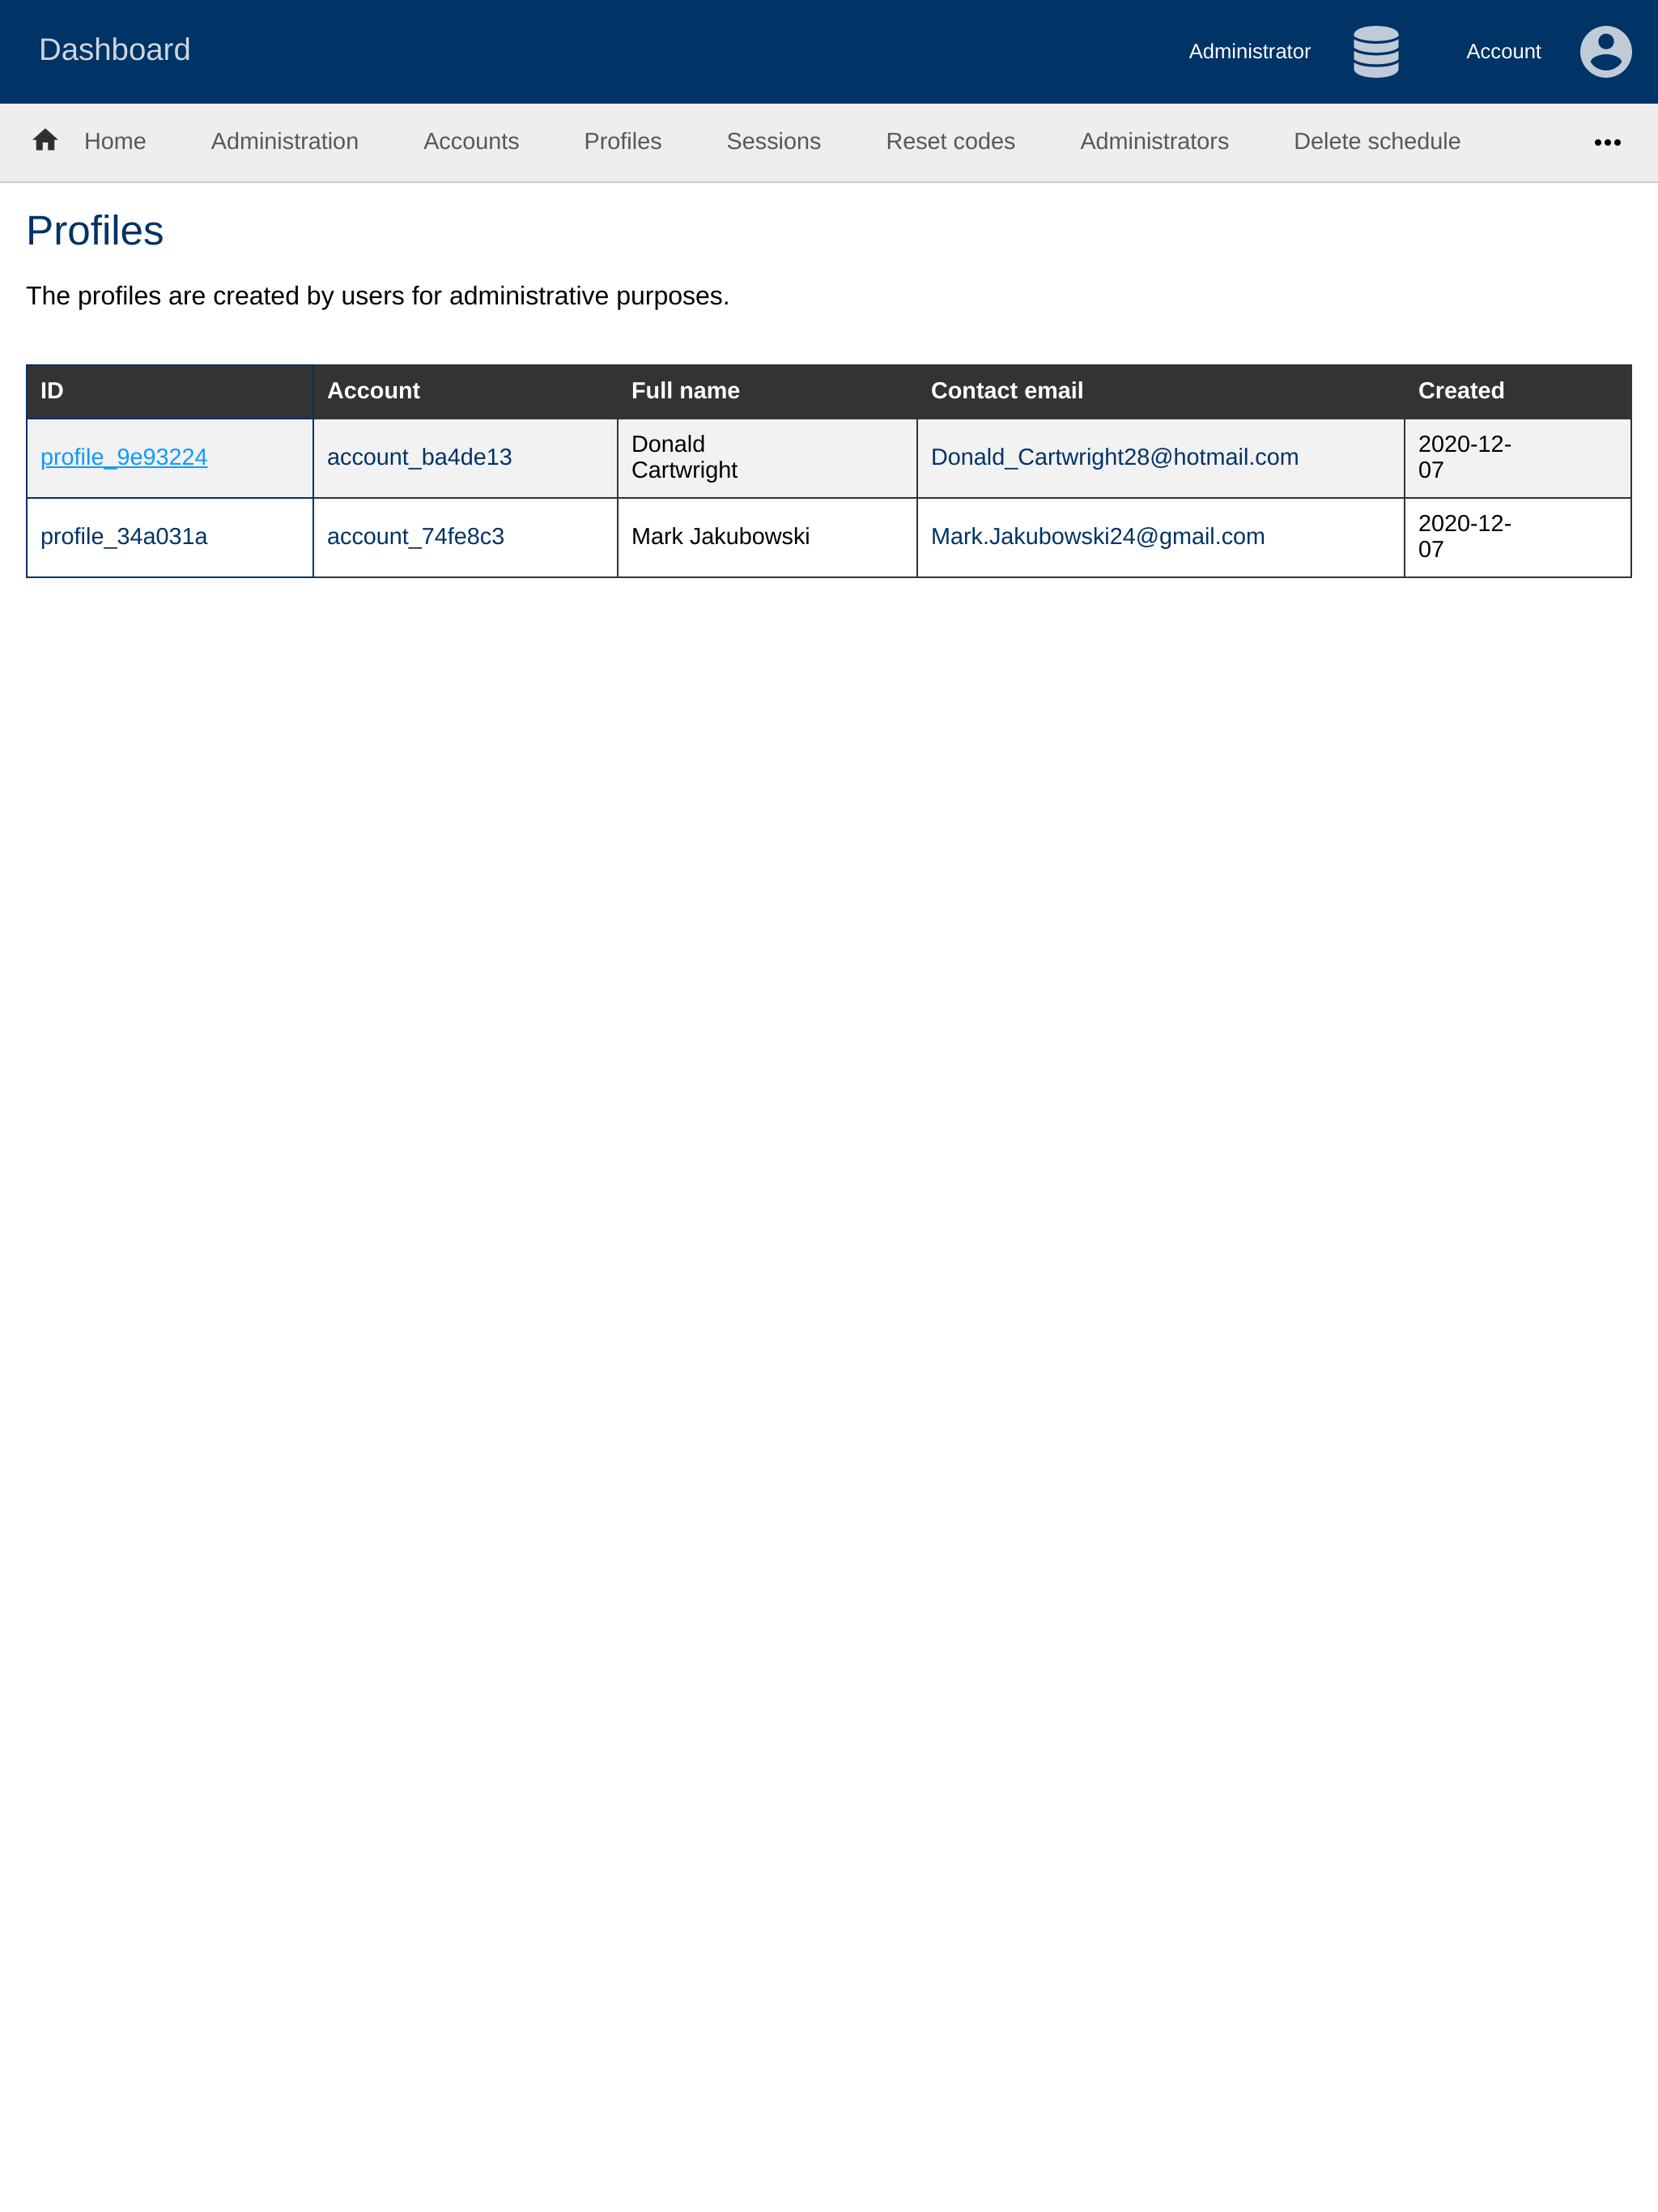 Dashboard
Administrator
Account
Home Administration Accounts Profiles Sessions Reset codes Administrators Delete schedule
Profiles
The profiles are created by users for administrative purposes.
ID Account Full name Contact email Created
profile_9e93224 account_ba4de13 Donald Cartwright Donald_Cartwright28@hotmail.com 2020-12-07
profile_34a031a account_74fe8c3 Mark Jakubowski Mark.Jakubowski24@gmail.com 2020-12-07